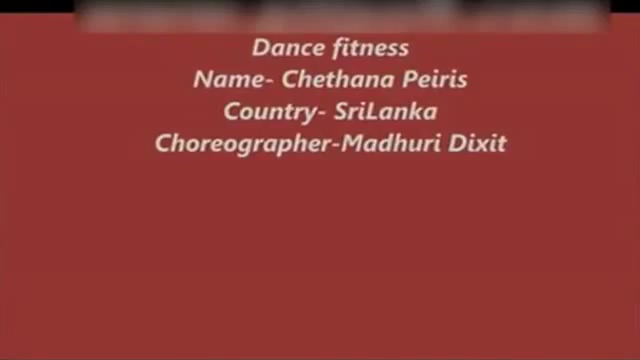 Dance fitness
Name- Chethana Peiris
Country- SriLanka
Choreographer-Madhuri Dixit